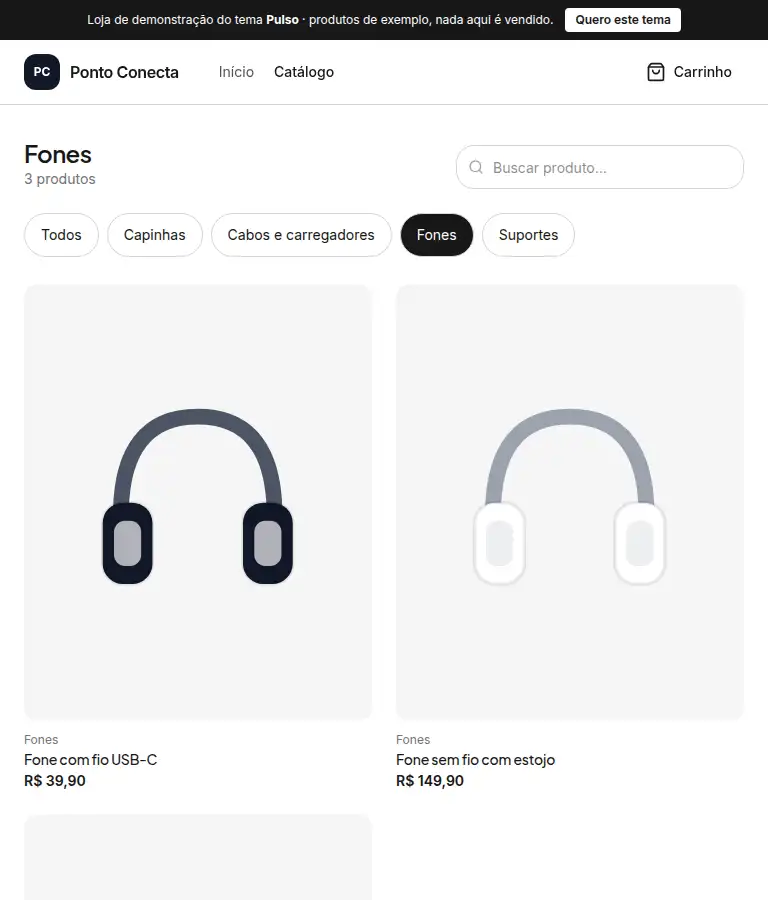 Loja de demonstração do tema Pulso · produtos de exemplo, nada aqui é vendido. Quero este tema
PC Ponto Conecta Início Catálogo Carrinho
Fones
3 produtos
Buscar produto...
Todos Capinhas Cabos e carregadores Fones Suportes
Fones
Fone com fio USB-C
R$ 39,90
Fones
Fone sem fio com estojo
R$ 149,90